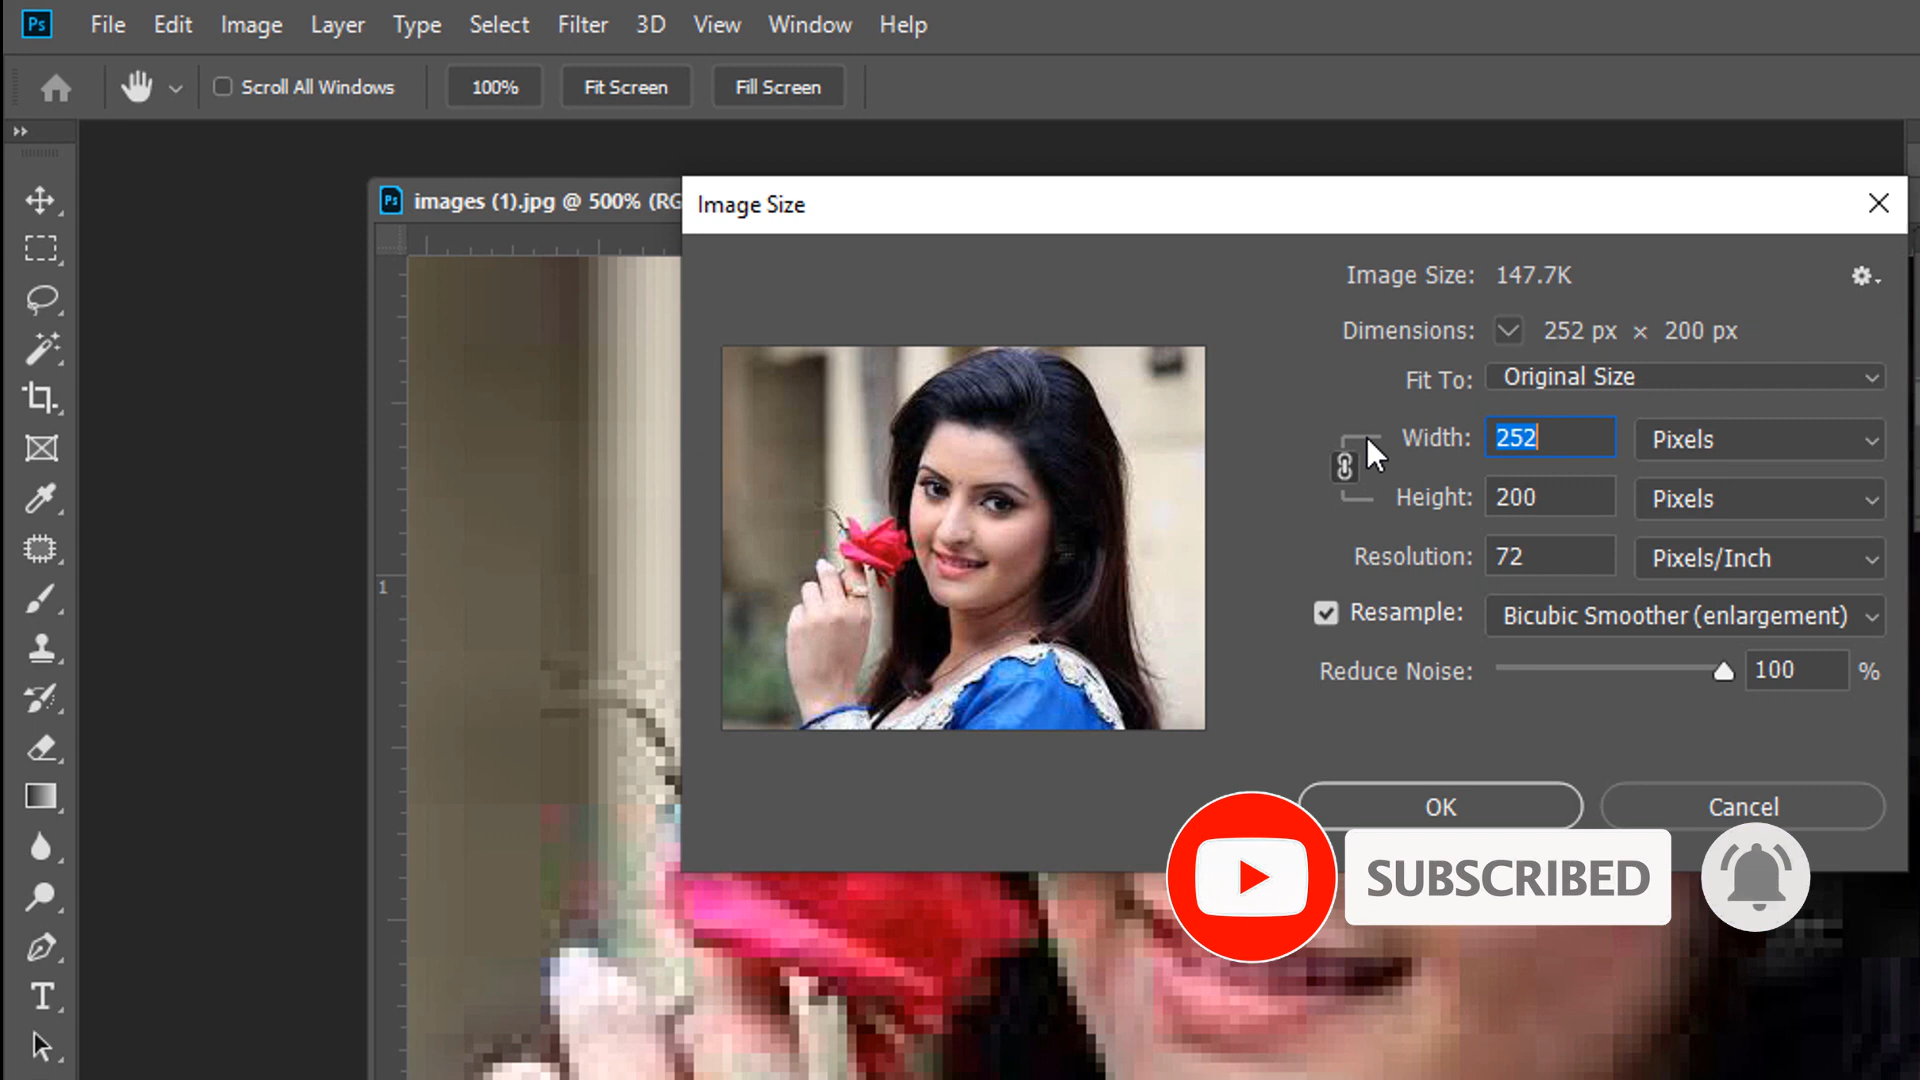 Ps File Edit Image Layer Type Select Filter 3D View Window Help
Scroll All Windows 100% Fit Screen Fill Screen
Ps images (1).jpg @ 500% (RG
Image Size
Image Size: 147.7K
Dimensions: 252 px × 200 px
Fit To: Original Size
Width: 252 Pixels
Height: 200 Pixels
Resolution: 72 Pixels/Inch
Resample: Bicubic Smoother (enlargement)
Reduce Noise: 100 %
OK Cancel
SUBSCRIBED
1
T